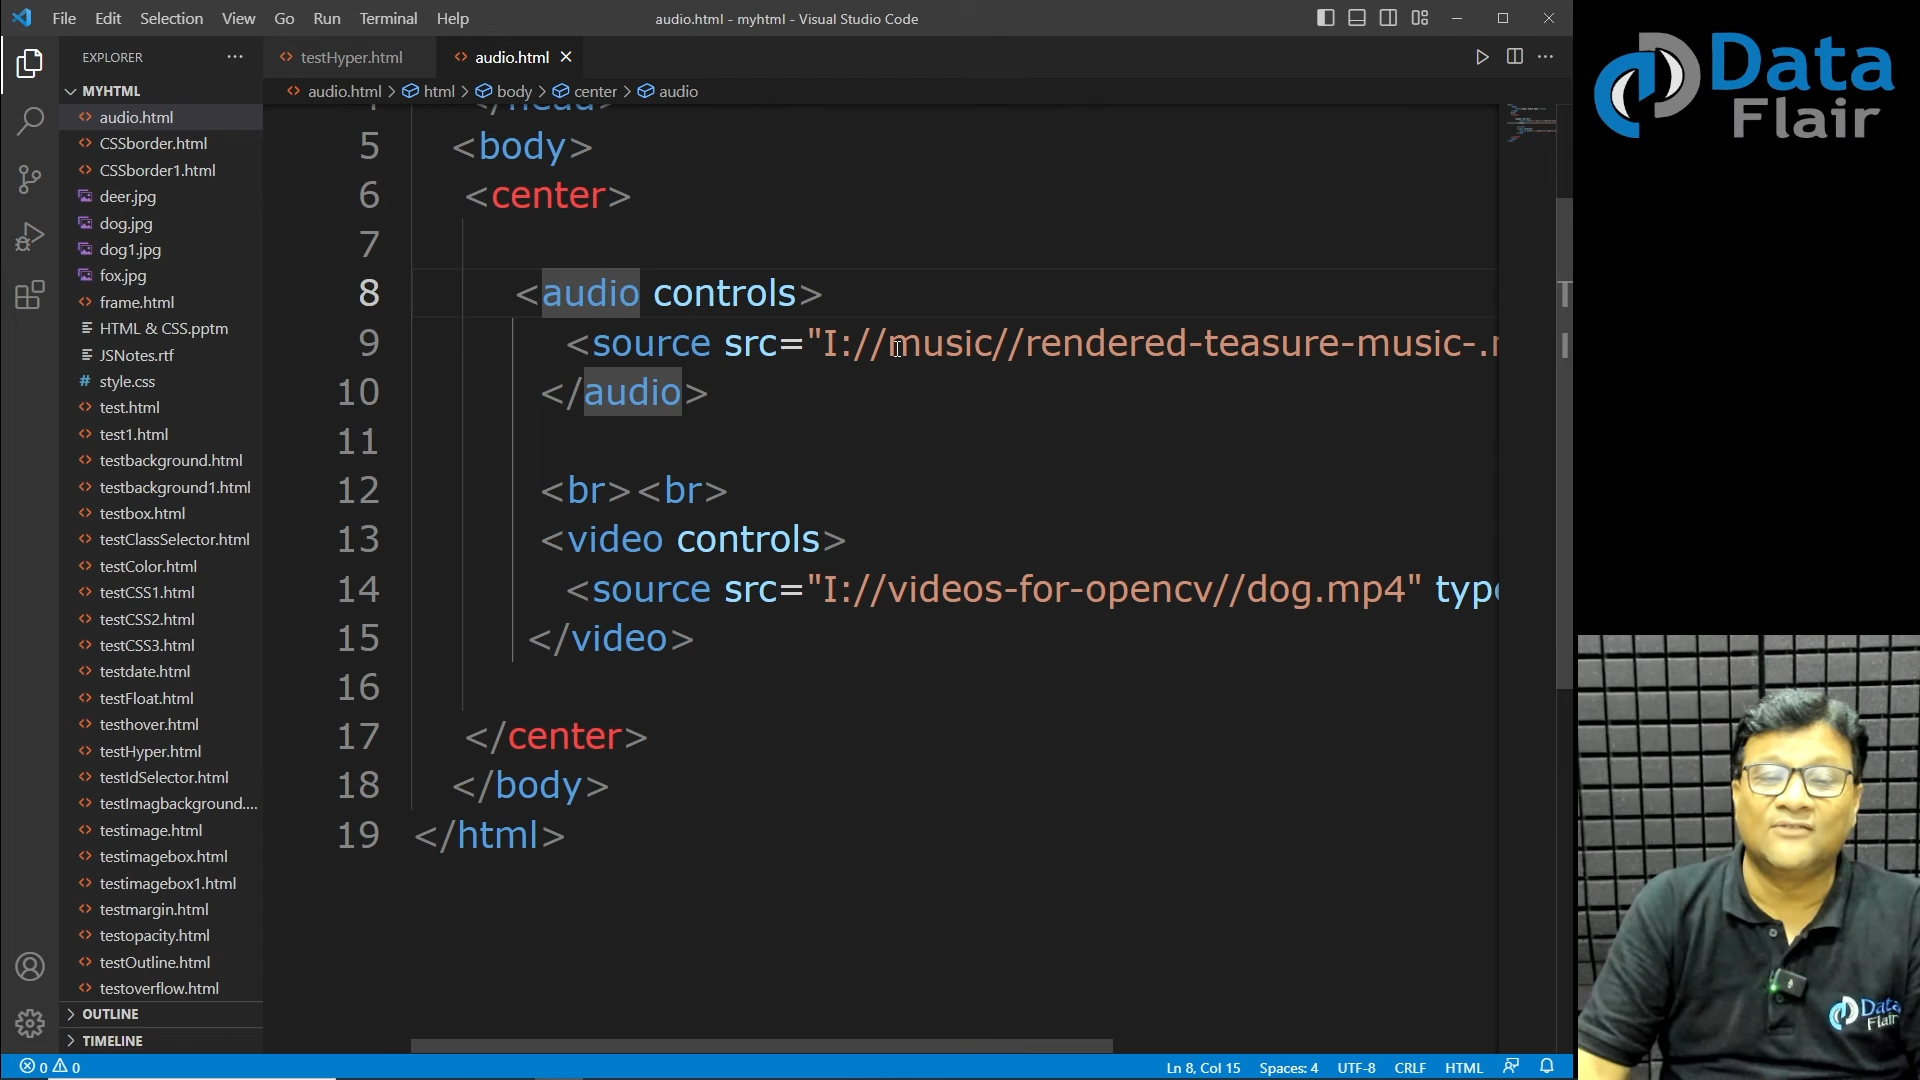 File Edit Selection View Go Run Terminal Help
audio.html - myhtml - Visual Studio Code
Data
Flair
EXPLORER
testHyper.html
audio.html
MYHTML
audio.html > html > body > center > audio
audio.html
CSSborder.html
CSSborder1.html
deer.jpg
dog.jpg
dog1.jpg
fox.jpg
frame.html
HTML & CSS.pptm
JSNotes.rtf
style.css
test.html
test1.html
testbackground.html
testbackground1.html
testbox.html
testClassSelector.html
testColor.html
testCSS1.html
testCSS2.html
testCSS3.html
testdate.html
testFloat.html
testhover.html
testHyper.html
testIdSelector.html
testImagbackground....
testimage.html
testimagebox.html
testimagebox1.html
testmargin.html
testopacity.html
testOutline.html
testoverflow.html
OUTLINE
TIMELINE
4 </head>
5 <body>
6 <center>
7
8 <audio controls>
9 <source src="I://music//rendered-teasure-music-.m
10 </audio>
11
12 <br><br>
13 <video controls>
14 <source src="I://videos-for-opencv//dog.mp4" type
15 </video>
16
17 </center>
18 </body>
19 </html>
0 0
Ln 8, Col 15 Spaces: 4 UTF-8 CRLF HTML
Data
Flair